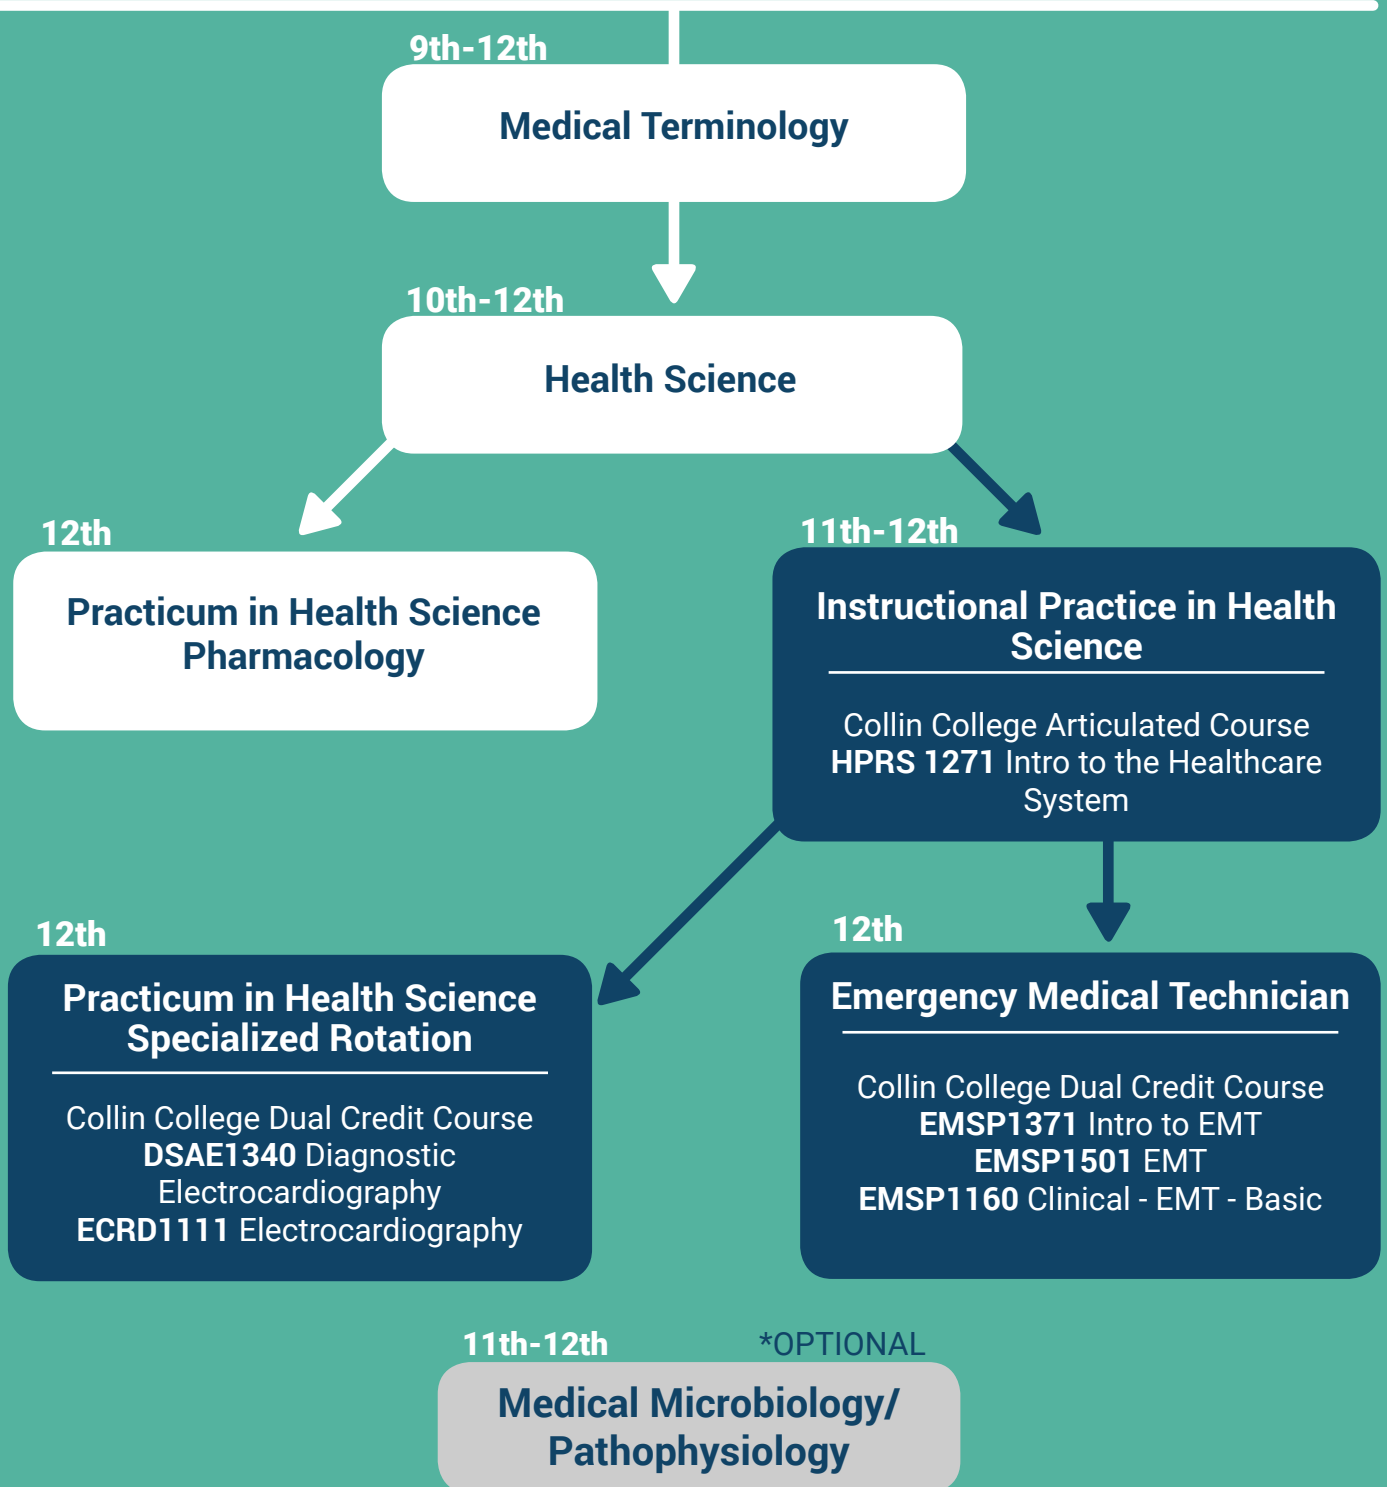 9th-12th
Medical Terminology
10th-12th
Health Science
12th
Practicum in Health Science
Pharmacology
11th-12th
Instructional Practice in Health
Science
Collin College Articulated Course
HPRS 1271 Intro to the Healthcare
System
12th
Practicum in Health Science
Specialized Rotation
Collin College Dual Credit Course
DSAE1340 Diagnostic
Electrocardiography
ECRD1111 Electrocardiography
12th
Emergency Medical Technician
Collin College Dual Credit Course
EMSP1371 Intro to EMT
EMSP1501 EMT
EMSP1160 Clinical - EMT - Basic
11th-12th
*OPTIONAL
Medical Microbiology/
Pathophysiology